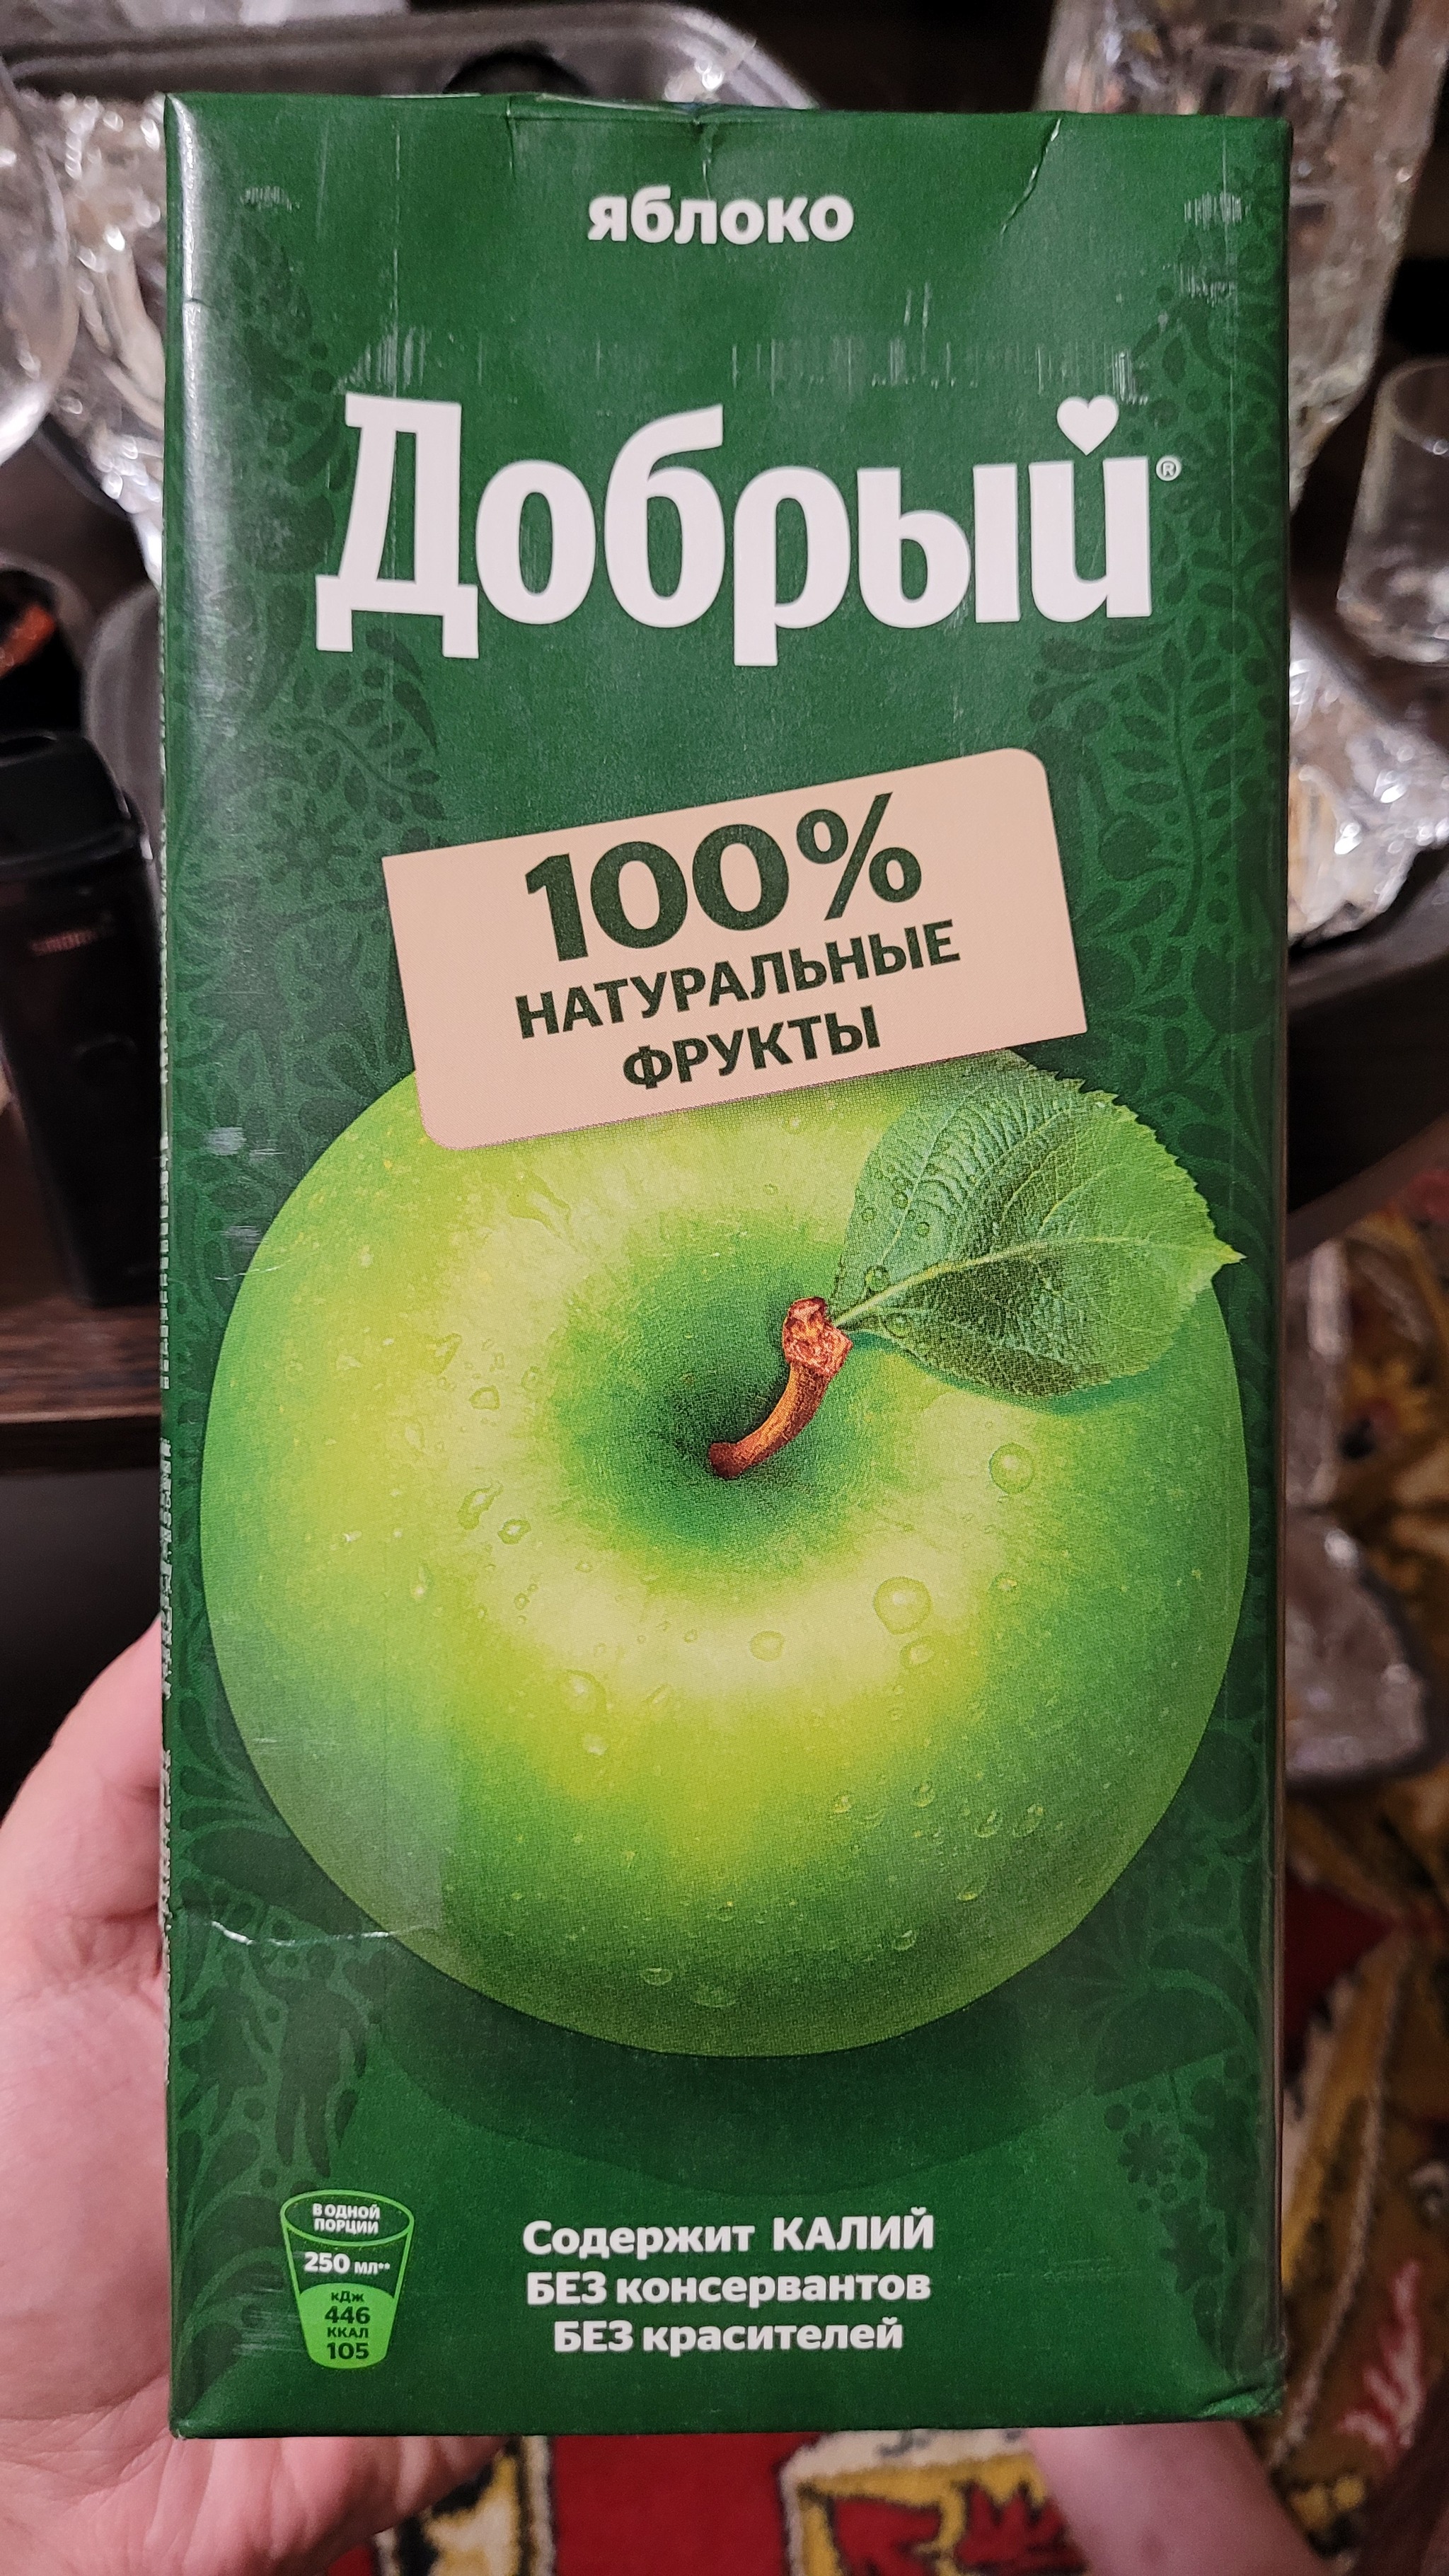 яблоко
Добрый®
100%
НАТУРАЛЬНЫЕ
ФРУКТЫ
В ОДНОЙ
ПОРЦИИ
250 мл**
кДж
446
ККАЛ
105
Содержит КАЛИЙ
БЕЗ консервантов
БЕЗ красителей